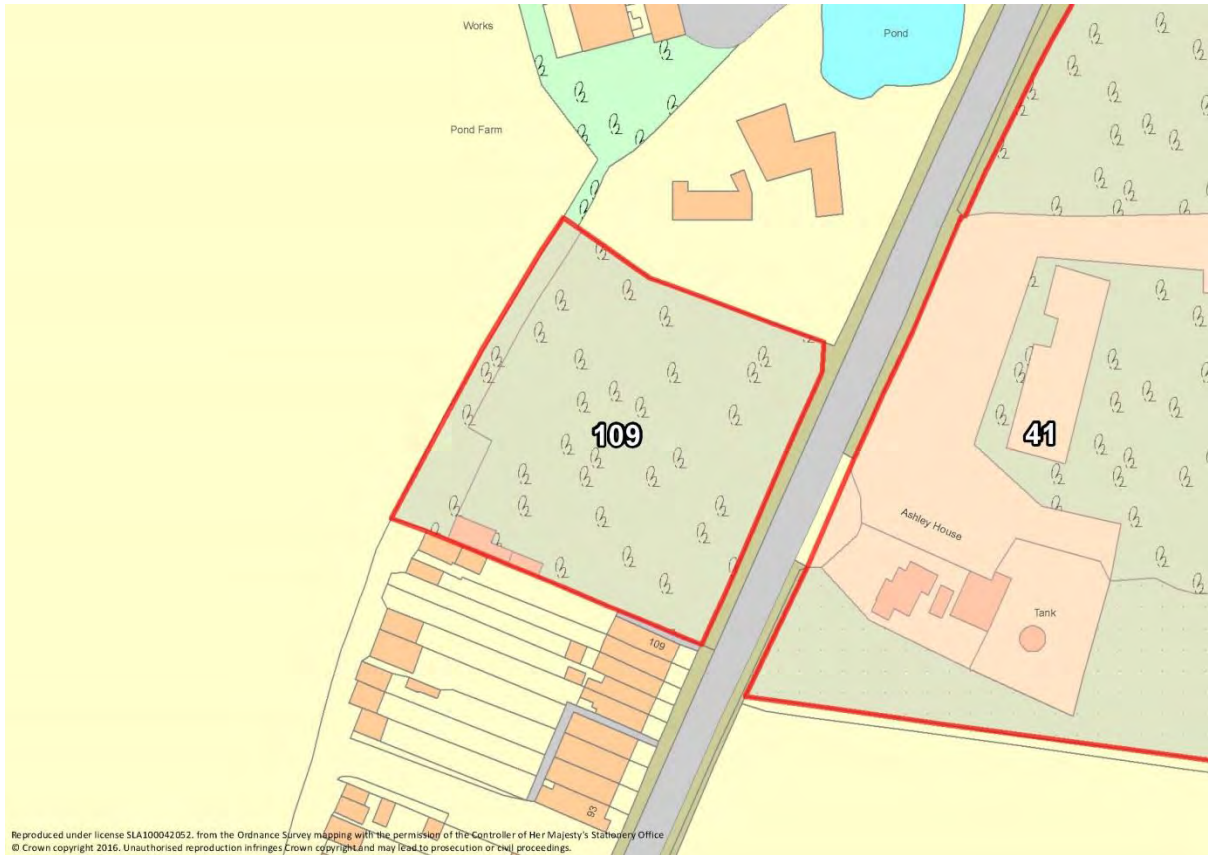 Works
Pond
Pond Farm
109
41
Ashley House
Tank
109
93
Reproduced under license SLA100042052. from the Ordnance Survey mapping with the permission of the Controller of Her Majesty's Stationery Office
© Crown copyright 2016. Unauthorised reproduction infringes Crown copyright and may lead to prosecution or civil proceedings.